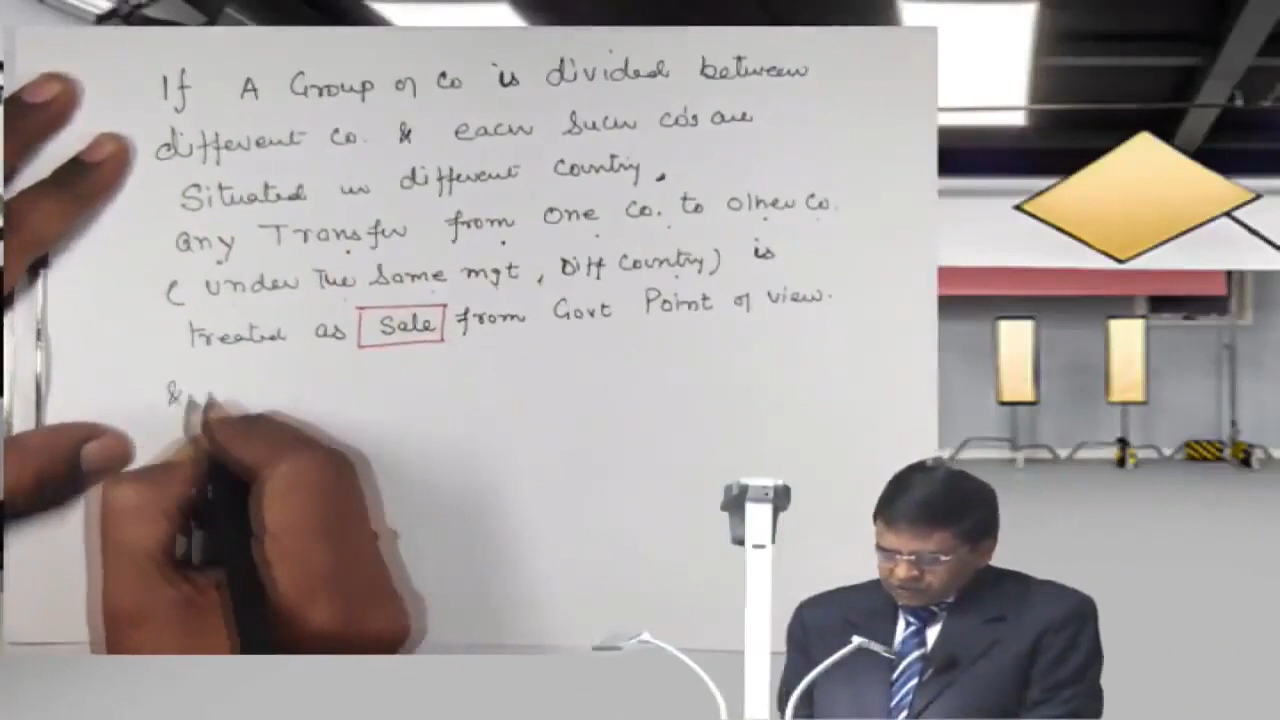 If A Group of Co is divided between
different Co. & each such co's are
Situated in different Country.
any Transfer from One Co. to other Co.
( under The Same mgt, Diff Country) is
treated as Sale from Govt Point of view.
&